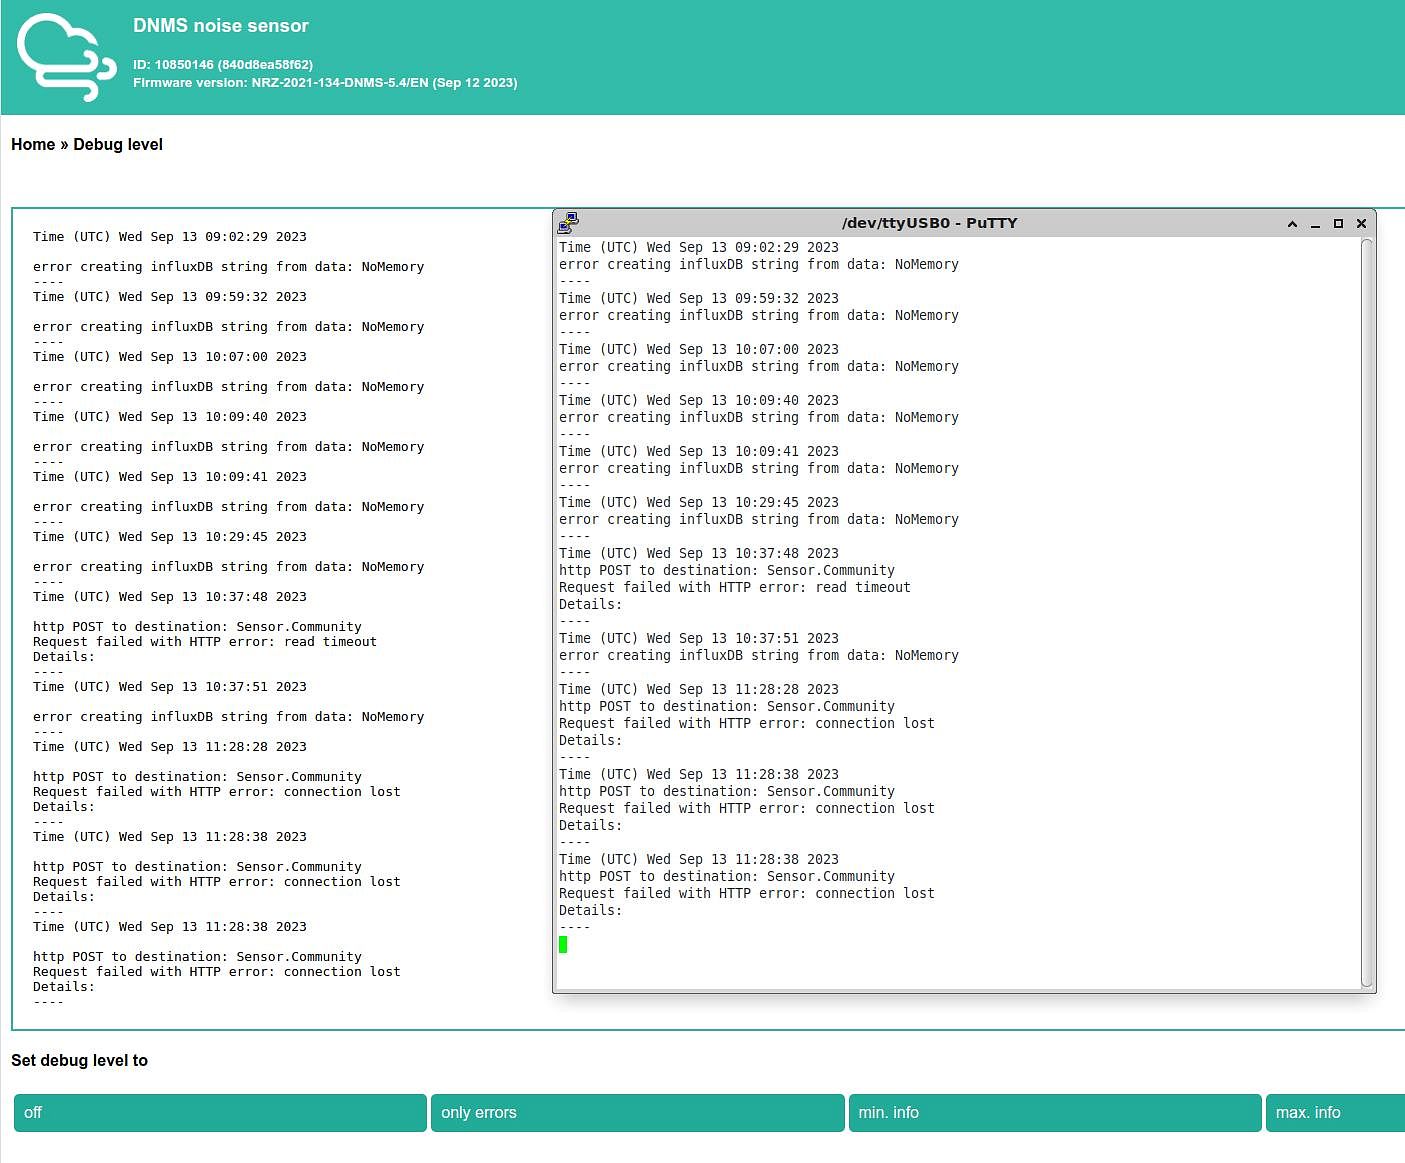 DNMS noise sensor
ID: 10850146 (840d8ea58f62)
Firmware version: NRZ-2021-134-DNMS-5.4/EN (Sep 12 2023)
Home » Debug level
Time (UTC) Wed Sep 13 09:02:29 2023
error creating influxDB string from data: NoMemory
----
Time (UTC) Wed Sep 13 09:59:32 2023
error creating influxDB string from data: NoMemory
----
Time (UTC) Wed Sep 13 10:07:00 2023
error creating influxDB string from data: NoMemory
----
Time (UTC) Wed Sep 13 10:09:40 2023
error creating influxDB string from data: NoMemory
----
Time (UTC) Wed Sep 13 10:09:41 2023
error creating influxDB string from data: NoMemory
----
Time (UTC) Wed Sep 13 10:29:45 2023
error creating influxDB string from data: NoMemory
----
Time (UTC) Wed Sep 13 10:37:48 2023
http POST to destination: Sensor.Community
Request failed with HTTP error: read timeout
Details:
----
Time (UTC) Wed Sep 13 10:37:51 2023
error creating influxDB string from data: NoMemory
----
Time (UTC) Wed Sep 13 11:28:28 2023
http POST to destination: Sensor.Community
Request failed with HTTP error: connection lost
Details:
----
Time (UTC) Wed Sep 13 11:28:38 2023
http POST to destination: Sensor.Community
Request failed with HTTP error: connection lost
Details:
----
Time (UTC) Wed Sep 13 11:28:38 2023
http POST to destination: Sensor.Community
Request failed with HTTP error: connection lost
Details:
----
/dev/ttyUSB0 - PuTTY
Time (UTC) Wed Sep 13 09:02:29 2023
error creating influxDB string from data: NoMemory
----
Time (UTC) Wed Sep 13 09:59:32 2023
error creating influxDB string from data: NoMemory
----
Time (UTC) Wed Sep 13 10:07:00 2023
error creating influxDB string from data: NoMemory
----
Time (UTC) Wed Sep 13 10:09:40 2023
error creating influxDB string from data: NoMemory
----
Time (UTC) Wed Sep 13 10:09:41 2023
error creating influxDB string from data: NoMemory
----
Time (UTC) Wed Sep 13 10:29:45 2023
error creating influxDB string from data: NoMemory
----
Time (UTC) Wed Sep 13 10:37:48 2023
http POST to destination: Sensor.Community
Request failed with HTTP error: read timeout
Details:
----
Time (UTC) Wed Sep 13 10:37:51 2023
error creating influxDB string from data: NoMemory
----
Time (UTC) Wed Sep 13 11:28:28 2023
http POST to destination: Sensor.Community
Request failed with HTTP error: connection lost
Details:
----
Time (UTC) Wed Sep 13 11:28:38 2023
http POST to destination: Sensor.Community
Request failed with HTTP error: connection lost
Details:
----
Time (UTC) Wed Sep 13 11:28:38 2023
http POST to destination: Sensor.Community
Request failed with HTTP error: connection lost
Details:
----
Set debug level to
off
only errors
min. info
max. info